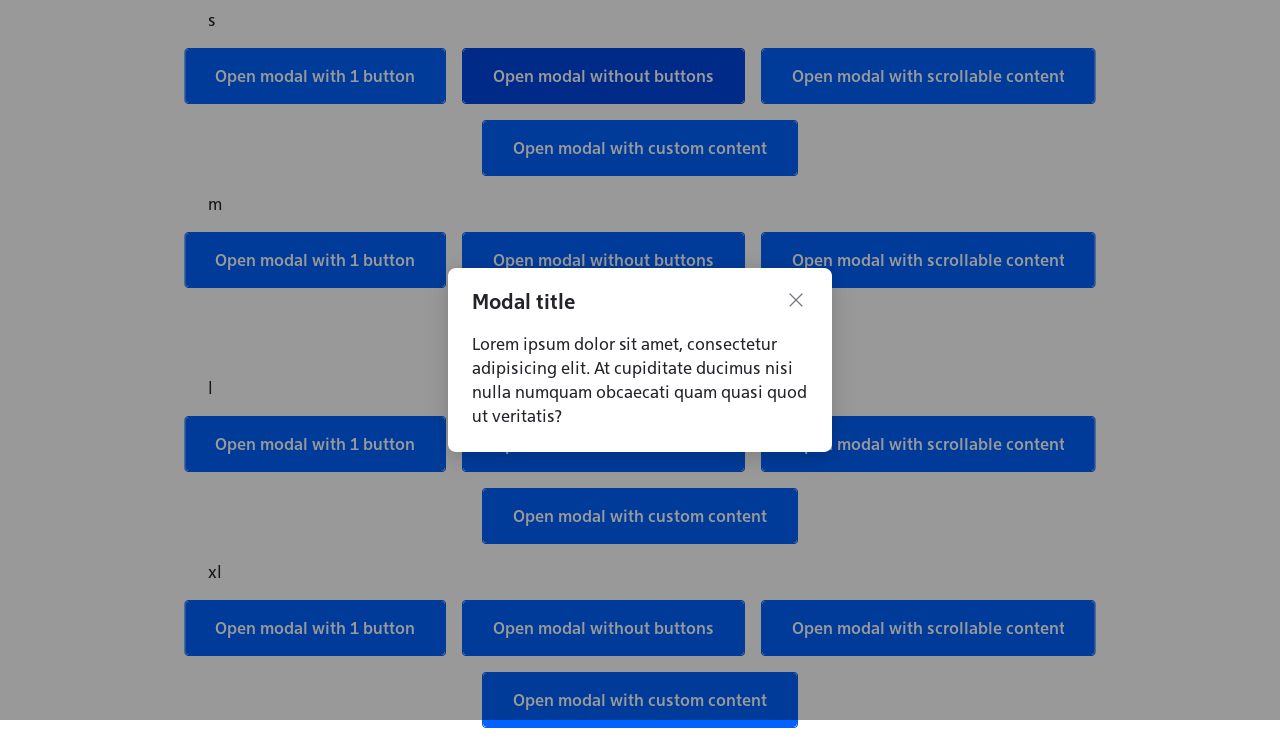 s
Open modal with 1 button
Open modal without buttons
Open modal with scrollable content
Open modal with custom content
m
Open modal with 1 button
Open modal without buttons
Open modal with scrollable content
Modal title
Lorem ipsum dolor sit amet, consectetur
adipisicing elit. At cupiditate ducimus nisi
nulla numquam obcaecati quam quasi quod
ut veritatis?
l
Open modal with 1 button
modal with scrollable content
Open modal with custom content
xl
Open modal with 1 button
Open modal without buttons
Open modal with scrollable content
Open modal with custom content